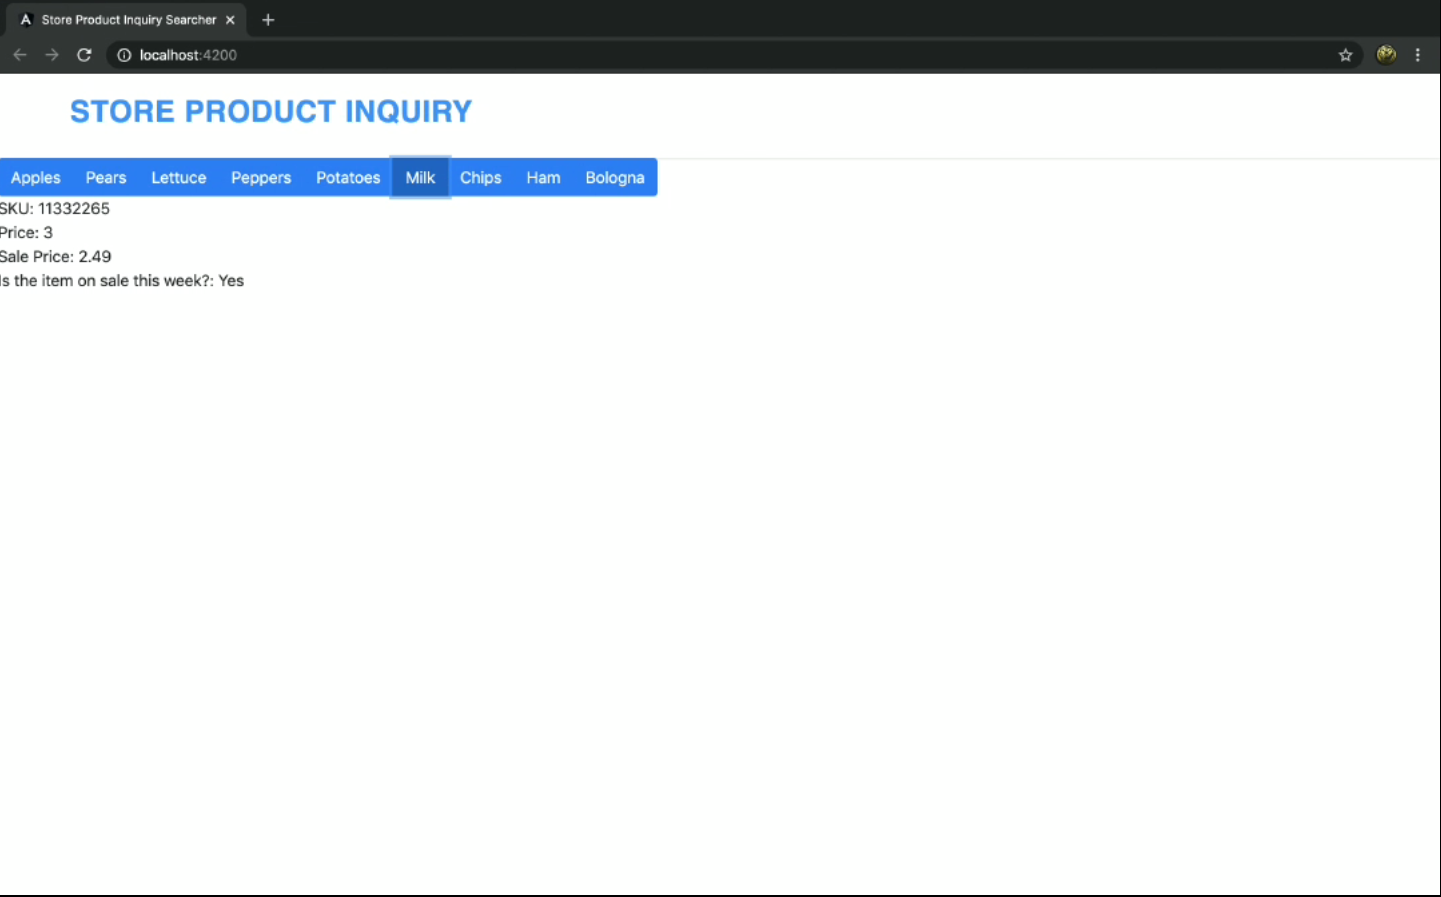 Store Product Inquiry Searcher
localhost:4200
STORE PRODUCT INQUIRY
Apples Pears Lettuce Peppers Potatoes Milk Chips Ham Bologna
SKU: 11332265
Price: 3
Sale Price: 2.49
Is the item on sale this week?: Yes